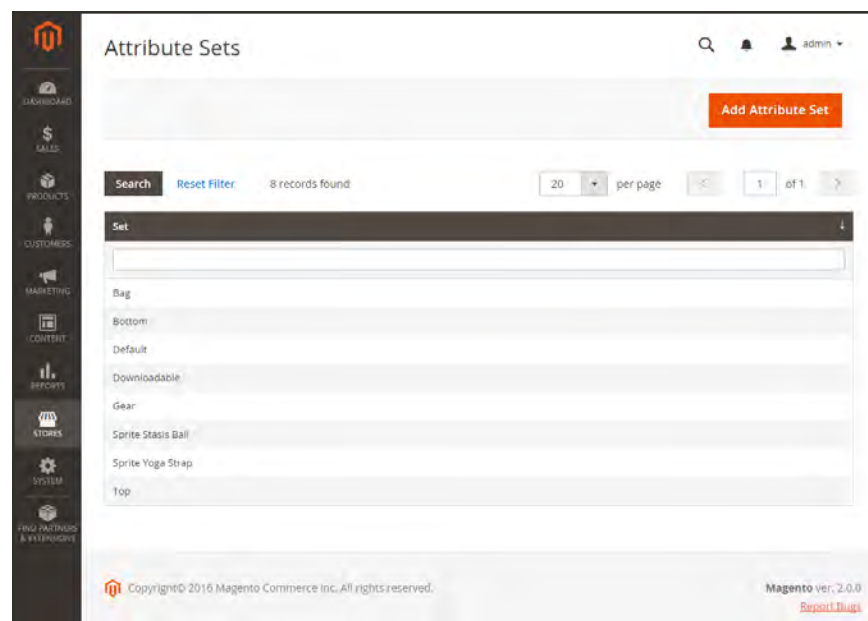 Attribute Sets
admin
Add Attribute Set
Search Reset Filter 8 records found 20 per page 1 of 1
Set
Bag
Bottom
Default
Downloadable
Gear
Sprite Stasis Ball
Sprite Yoga Strap
Top
DASHBOARD
SALES
PRODUCTS
CUSTOMERS
MARKETING
CONTENT
REPORTS
STORES
SYSTEM
FIND PARTNERS
& EXTENSIONS
Copyright© 2016 Magento Commerce Inc. All rights reserved.
Magento ver. 2.0.0
Report Bugs